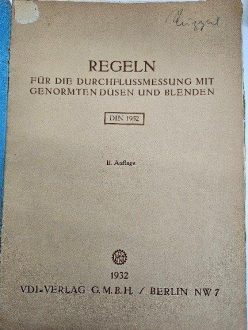 REGELN
FÜR DIE DURCHFLUSSMESSUNG MIT
GENORMTEN DÜSEN UND BLENDEN
DIN 1952
II. Auflage
1932
VDI-VERLAG G.M.B.H. / BERLIN NW 7